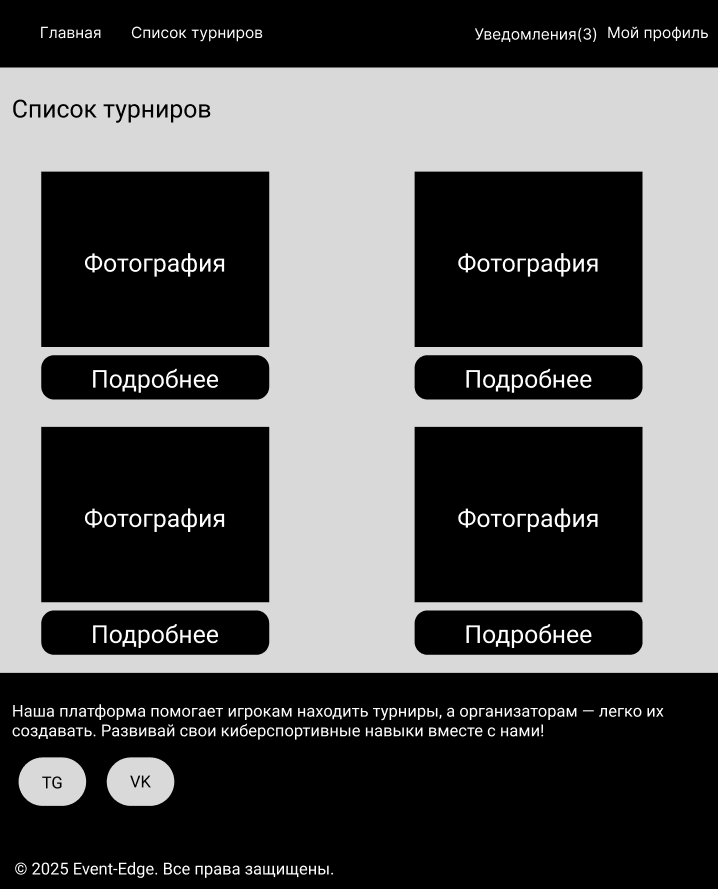 Главная Список турниров Уведомления(3) Мой профиль
Список турниров
Фотография Фотография
Подробнее Подробнее
Фотография Фотография
Подробнее Подробнее
Наша платформа помогает игрокам находить турниры, а организаторам — легко их
создавать. Развивай свои киберспортивные навыки вместе с нами!
TG VK
© 2025 Event-Edge. Все права защищены.